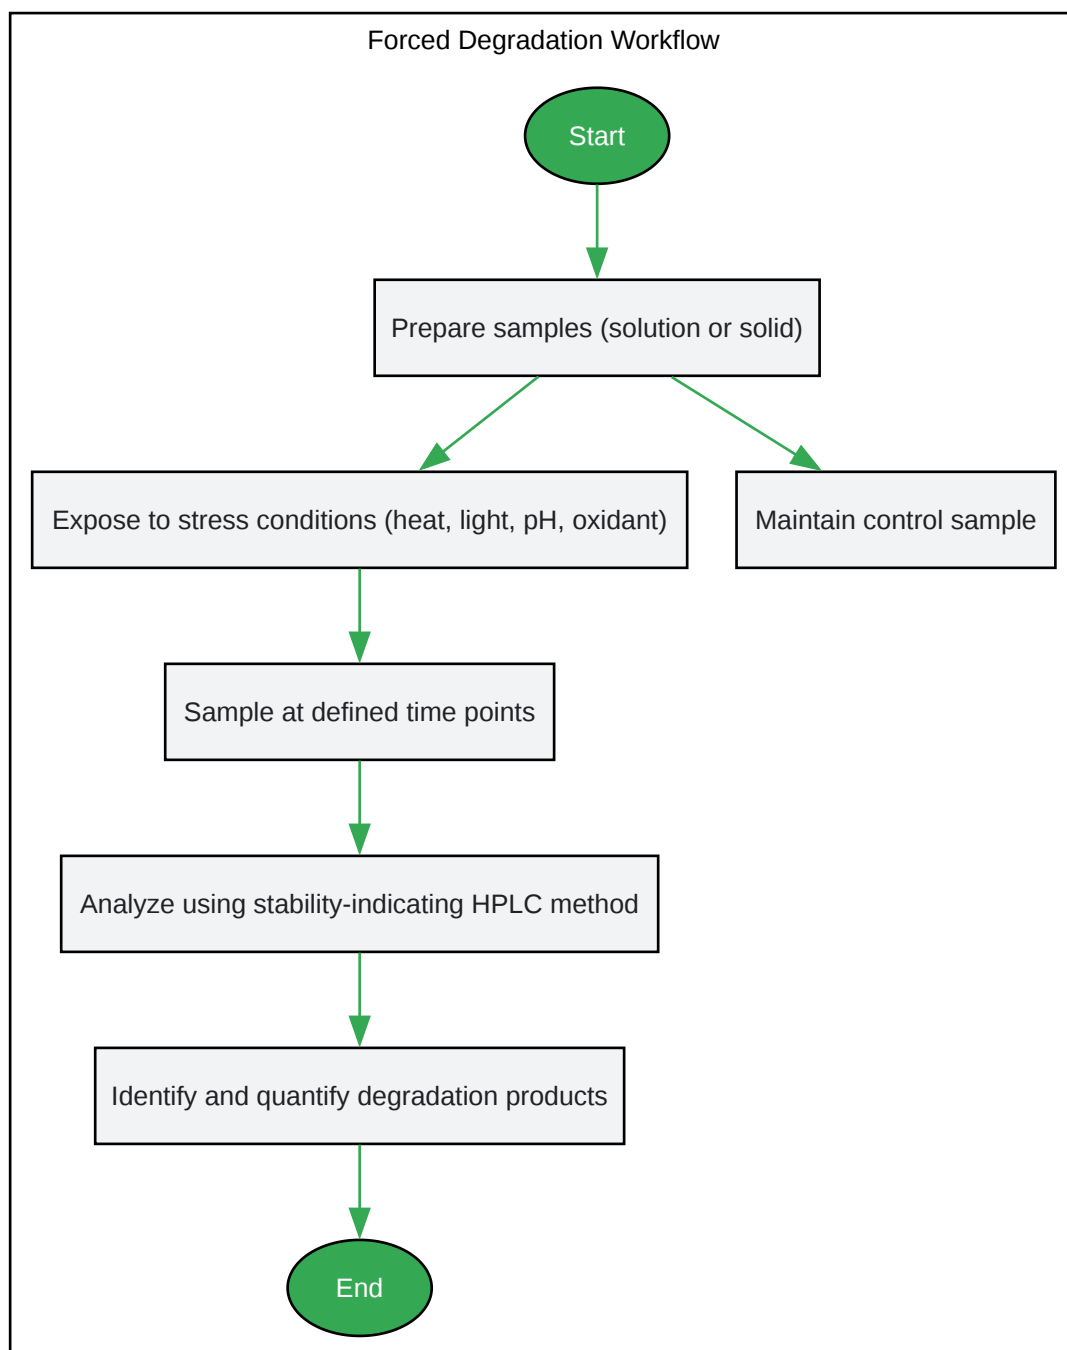 Forced Degradation Workflow
Start
Prepare samples (solution or solid)
Expose to stress conditions (heat, light, pH, oxidant)
Maintain control sample
Sample at defined time points
Analyze using stability-indicating HPLC method
Identify and quantify degradation products
End